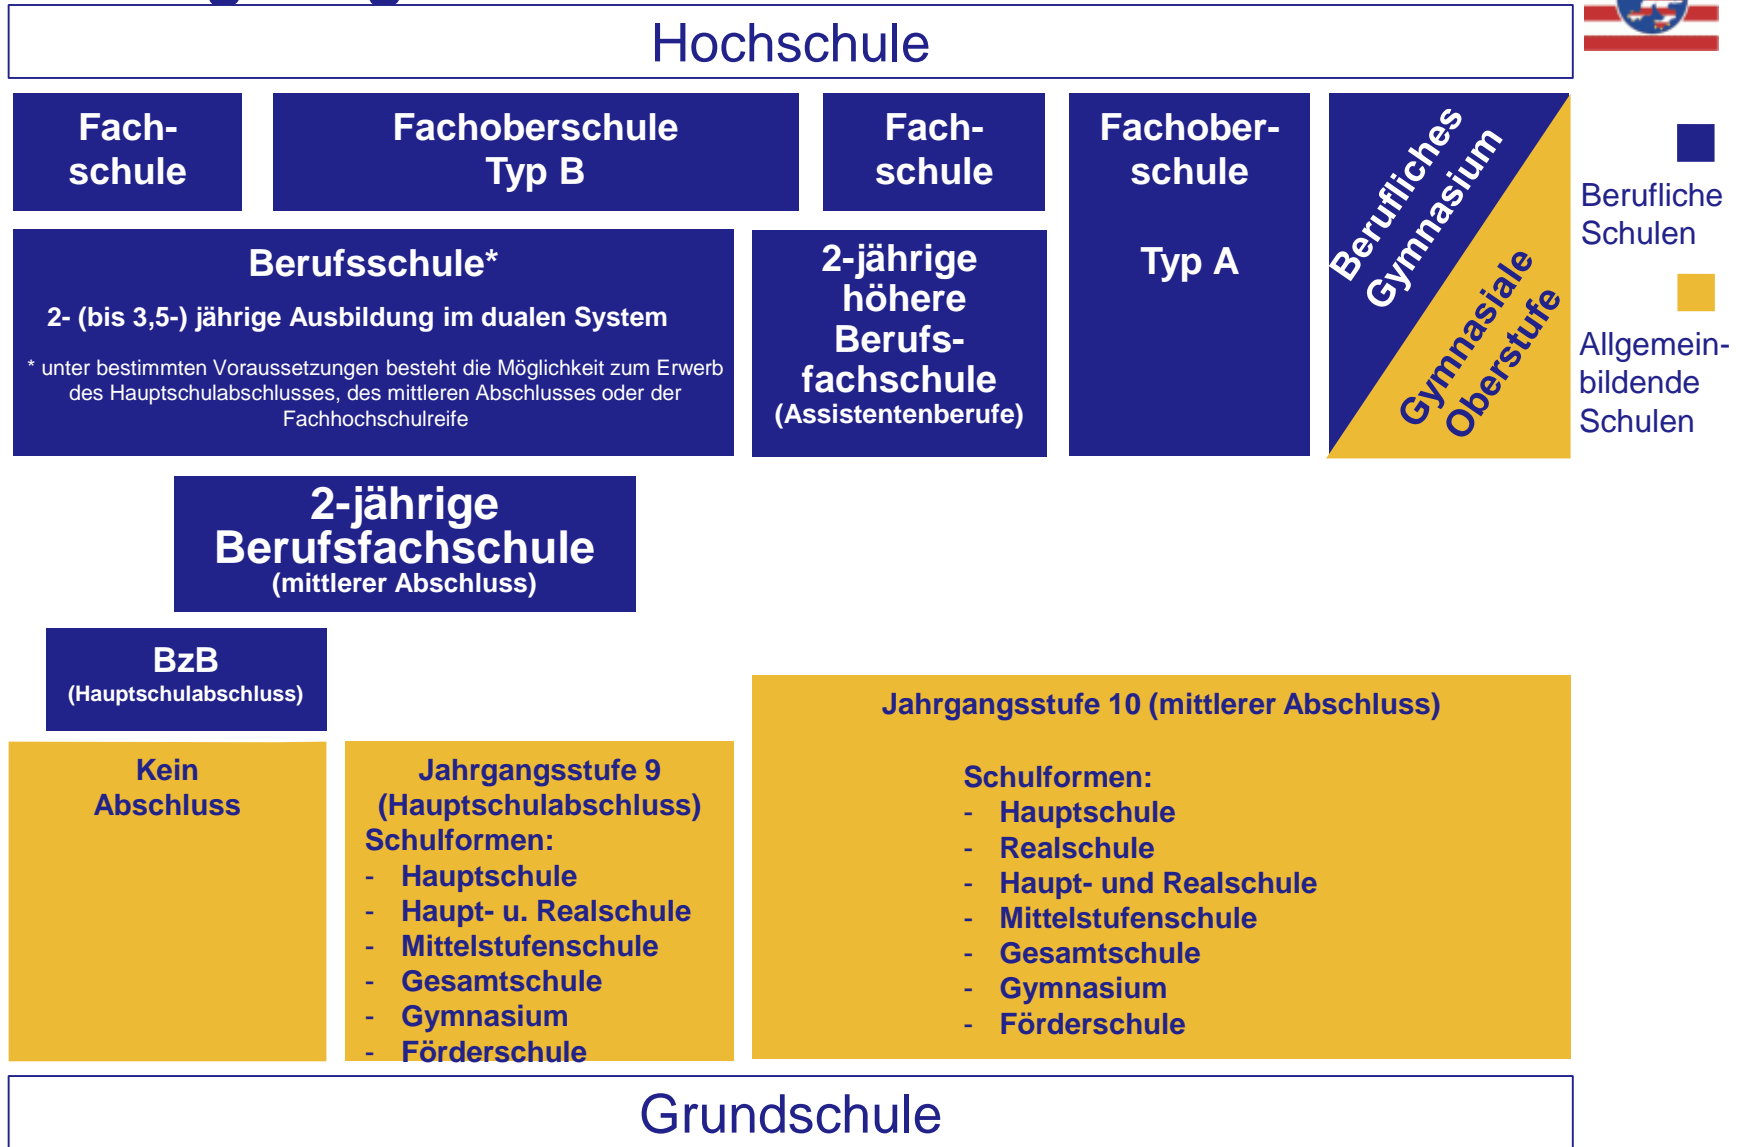 Hochschule
Fach-
schule
Fachoberschule
Typ B
Fach-
schule
Fachober-
schule
Typ A
Berufliches
Gymnasium
Gymnasiale
Oberstufe
Berufliche
Schulen
Allgemein-
bildende
Schulen
Berufsschule*
2- (bis 3,5-) jährige Ausbildung im dualen System
* unter bestimmten Voraussetzungen besteht die Möglichkeit zum Erwerb
des Hauptschulabschlusses, des mittleren Abschlusses oder der
Fachhochschulreife
2-jährige
höhere
Berufs-
fachschule
(Assistentenberufe)
2-jährige
Berufsfachschule
(mittlerer Abschluss)
BzB
(Hauptschulabschluss)
Kein
Abschluss
Jahrgangsstufe 9
(Hauptschulabschluss)
Schulformen:
- Hauptschule
- Haupt- u. Realschule
- Mittelstufenschule
- Gesamtschule
- Gymnasium
- Förderschule
Jahrgangsstufe 10 (mittlerer Abschluss)
Schulformen:
- Hauptschule
- Realschule
- Haupt- und Realschule
- Mittelstufenschule
- Gesamtschule
- Gymnasium
- Förderschule
Grundschule